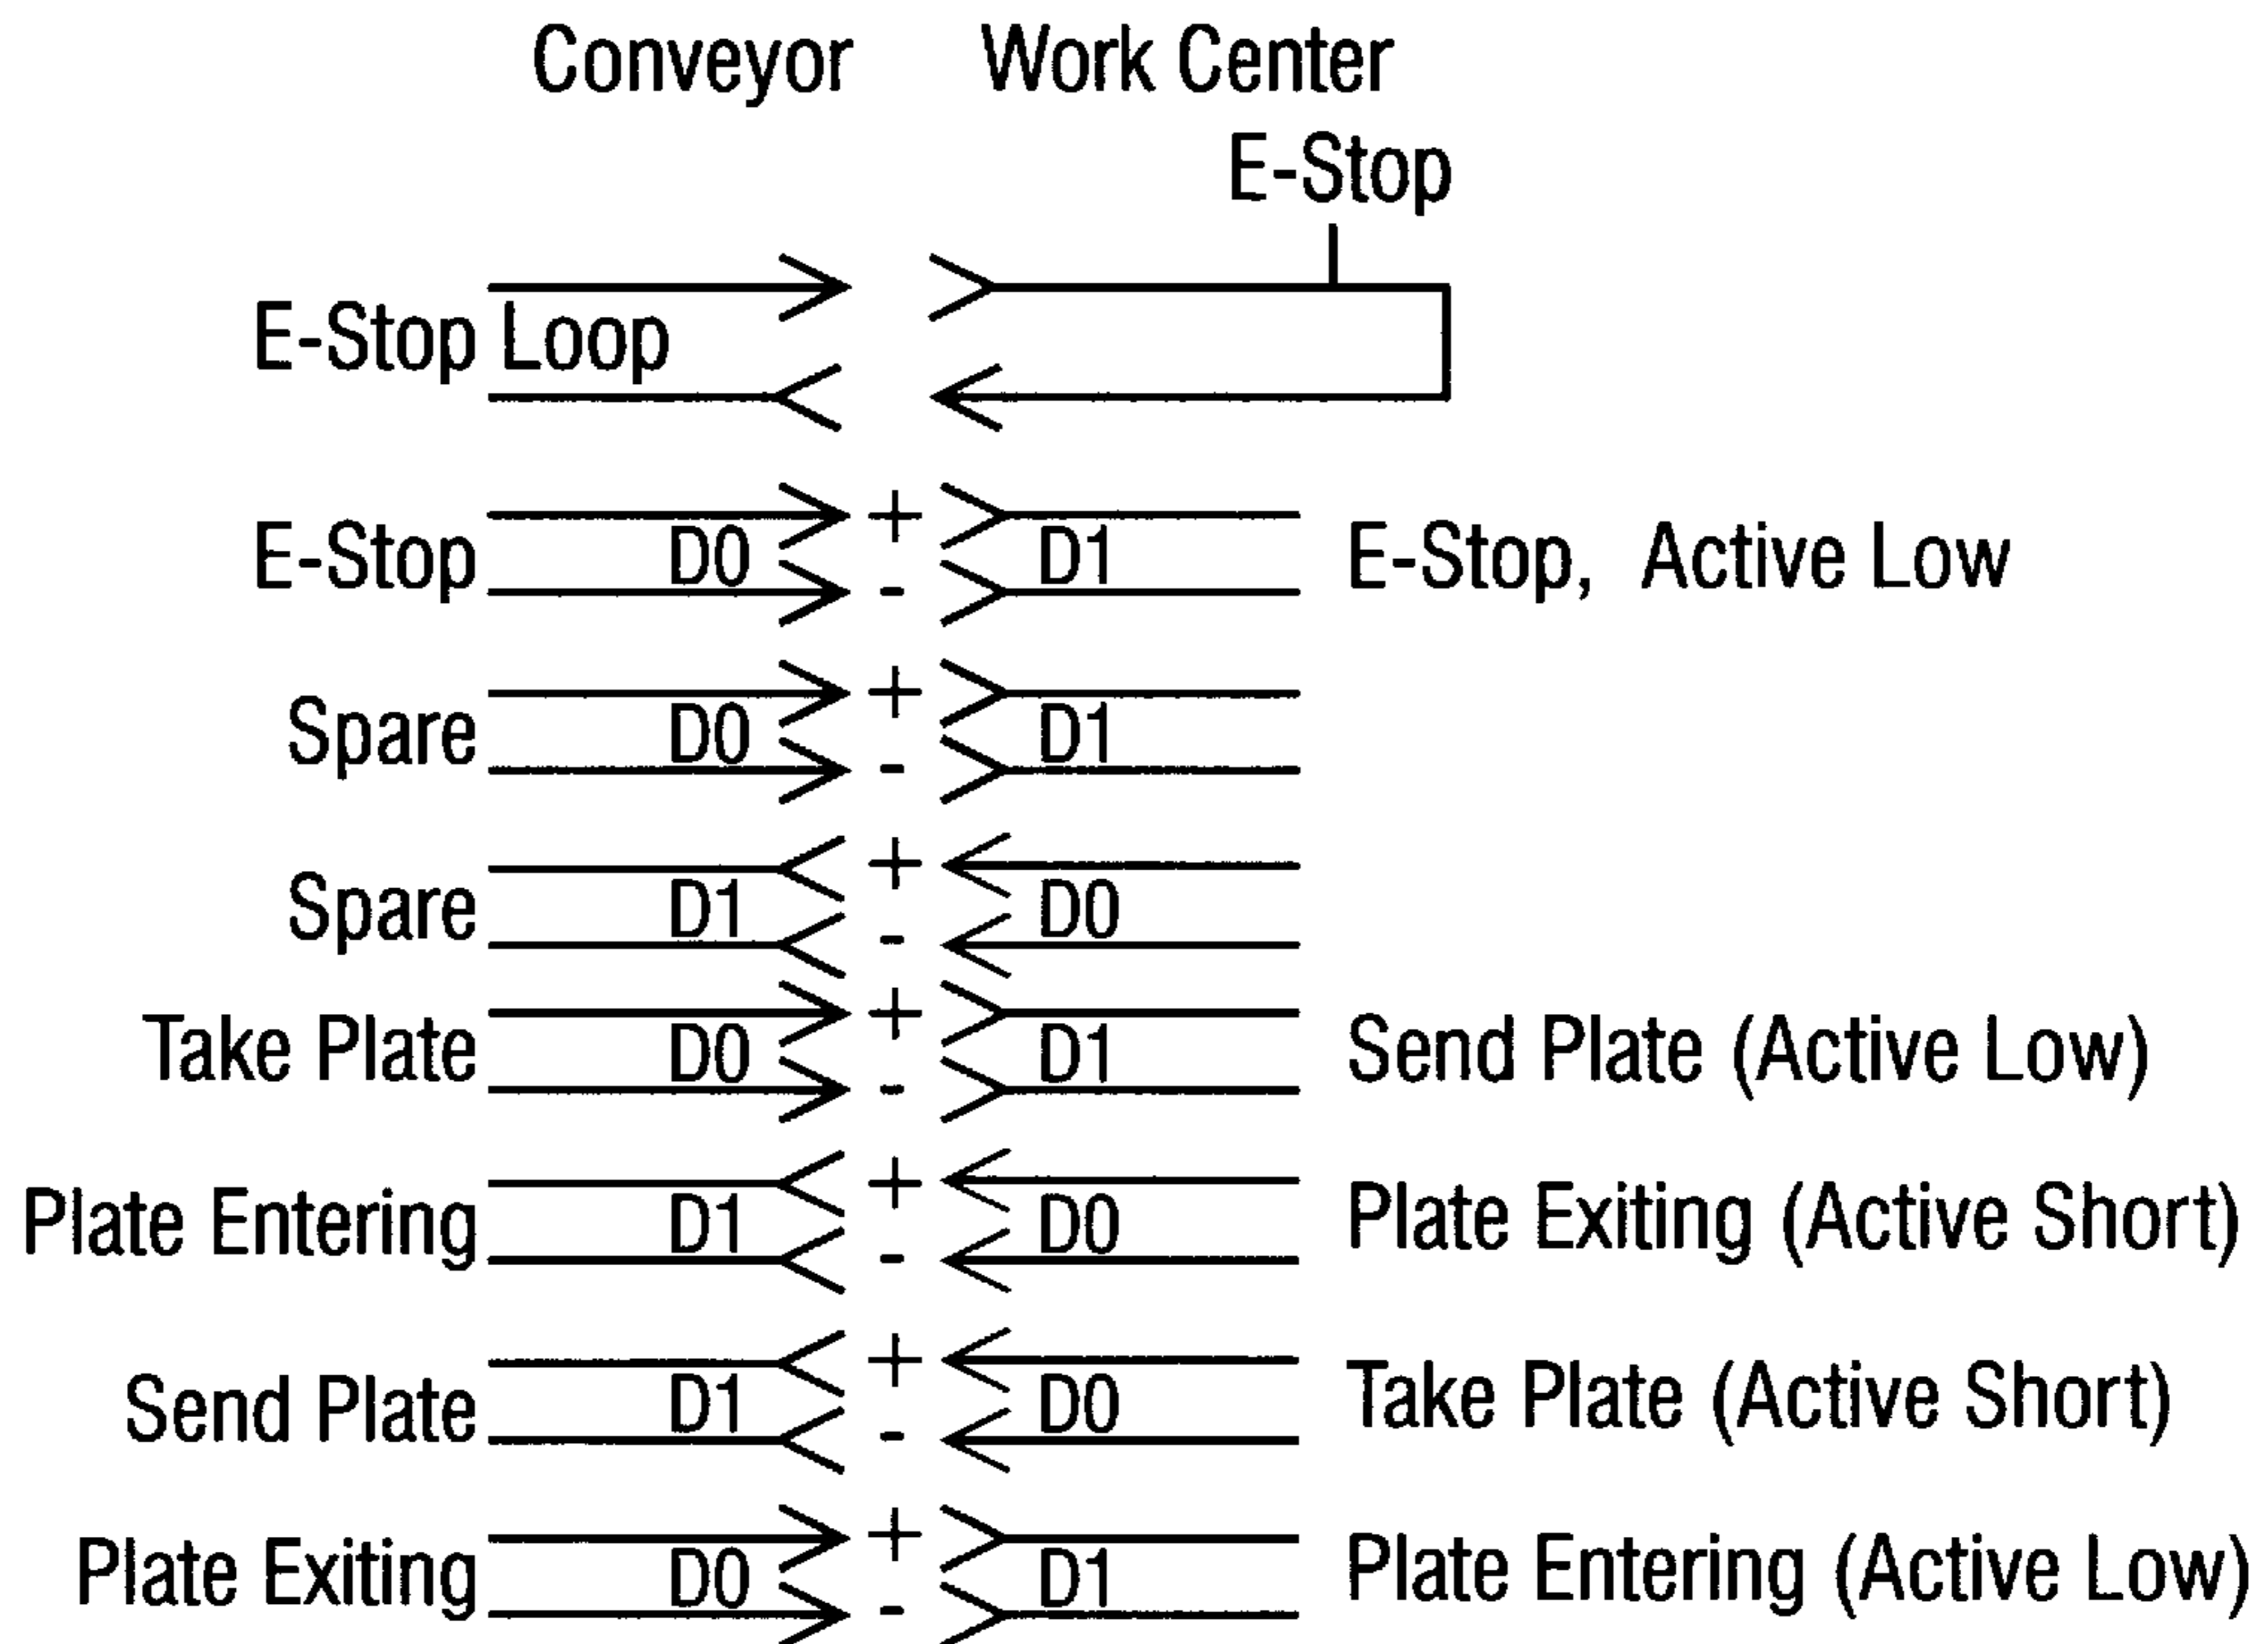 Conveyor Work Center
E-Stop
E-Stop Loop
+
E-Stop D0 D1 E-Stop, Active Low
-
+
Spare D0 D1
-
+
Spare D1 D0
-
+
Take Plate D0 D1 Send Plate (Active Low)
-
+
Plate Entering D1 D0 Plate Exiting (Active Short)
-
+
Send Plate D1 D0 Take Plate (Active Short)
-
+
Plate Exiting D0 D1 Plate Entering (Active Low)
-